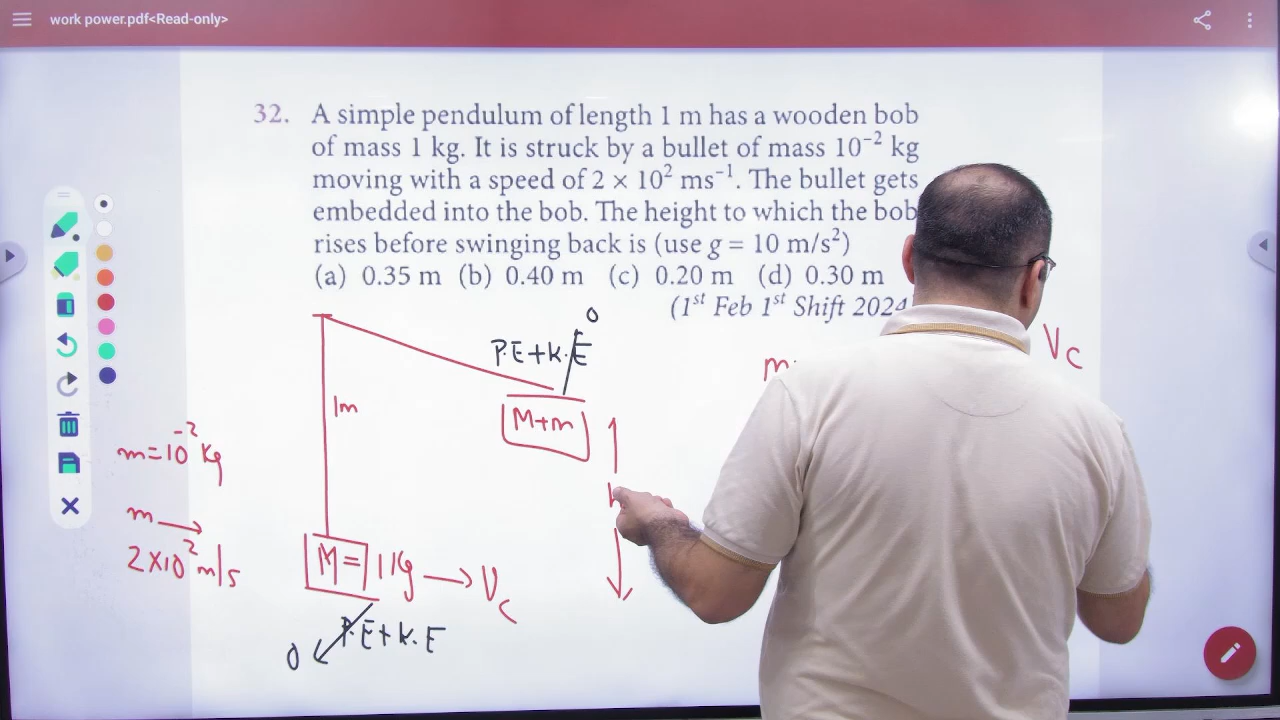 work power.pdf<Read-only>
32. A simple pendulum of length 1 m has a wooden bob
of mass 1 kg. It is struck by a bullet of mass 10⁻² kg
moving with a speed of 2 × 10² ms⁻¹. The bullet gets
embedded into the bob. The height to which the bob
rises before swinging back is (use g = 10 m/s²)
(a) 0.35 m (b) 0.40 m (c) 0.20 m (d) 0.30 m
(1st Feb 1st Shift 2024
0
P.E+K.E
Vc
m
1m
M+m
m=10⁻² kg
m
2×10² m/s
M= 1 Kg → Vc
P.E+K.E
0